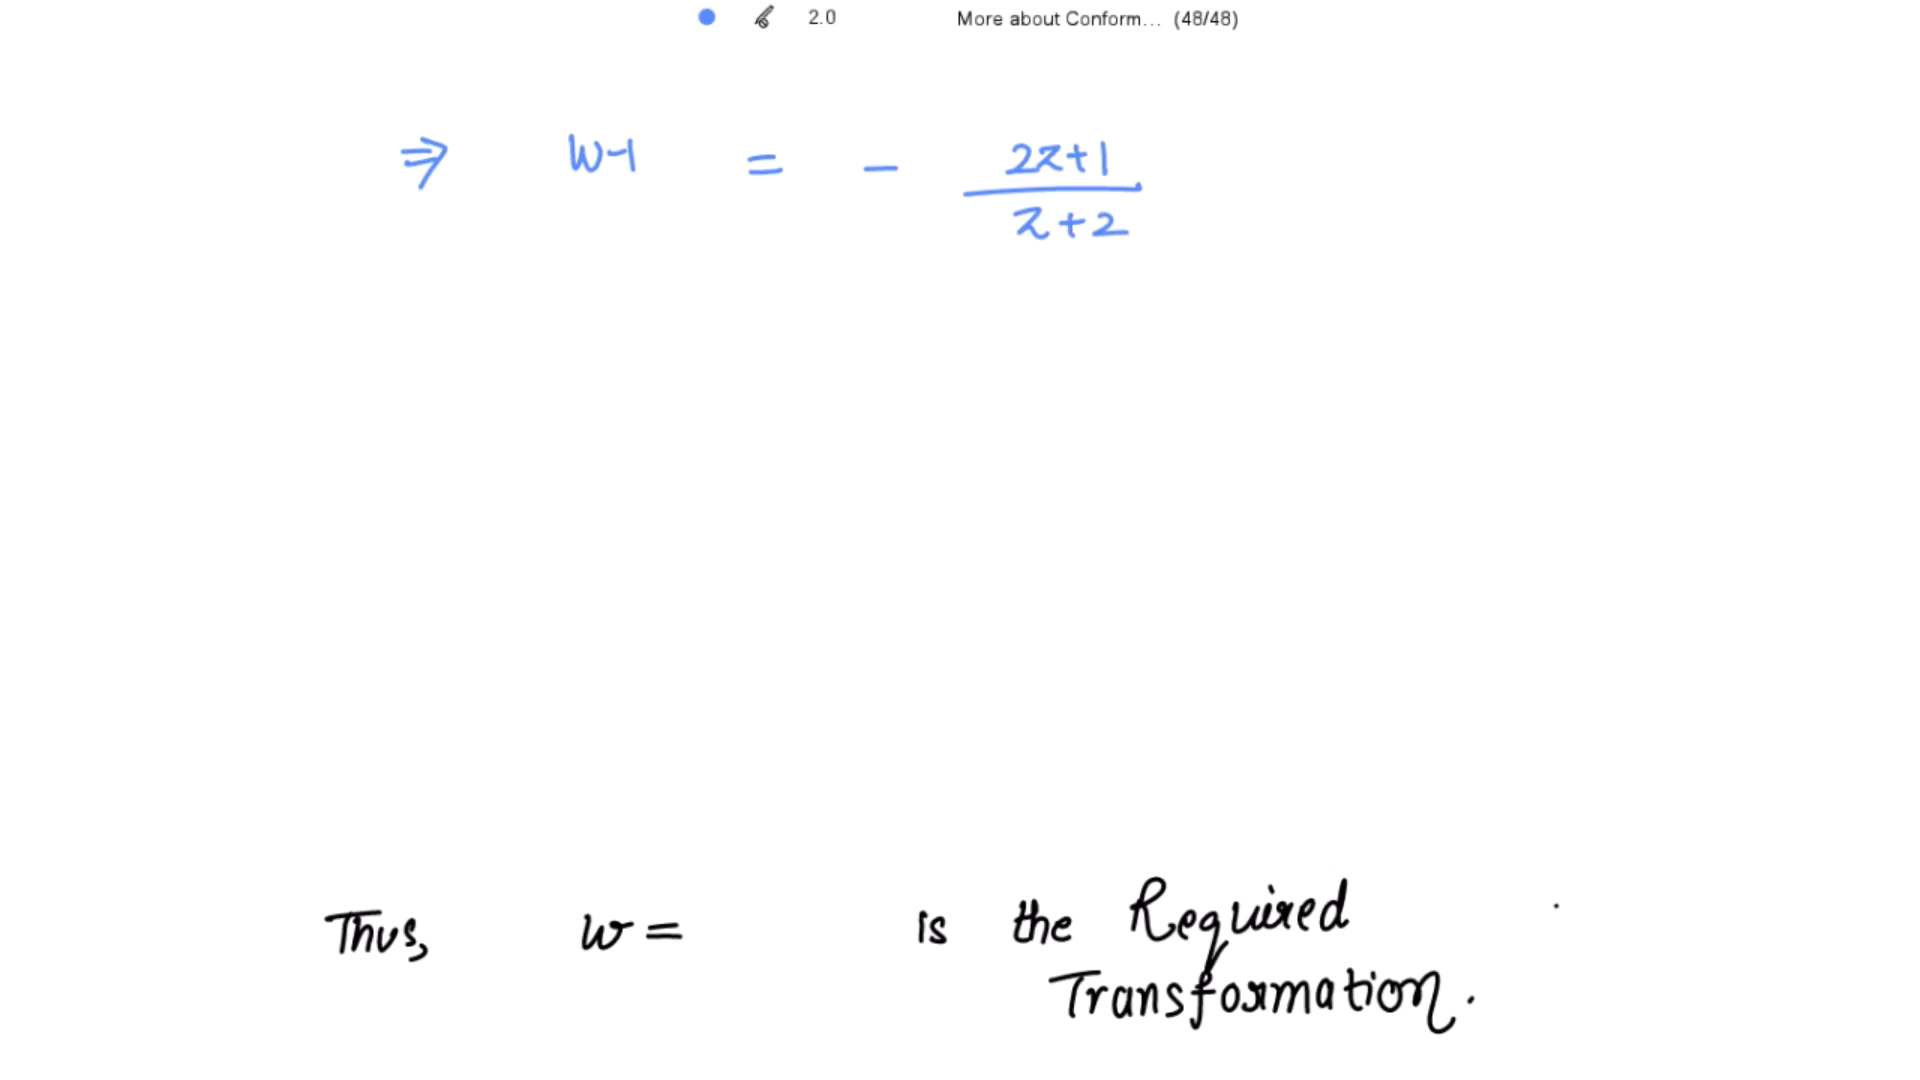 2.0 More about Conform... (48/48)
⇒ W-1 = - (2z+1)/(z+2)
Thus, w = is the Required
Transformation.